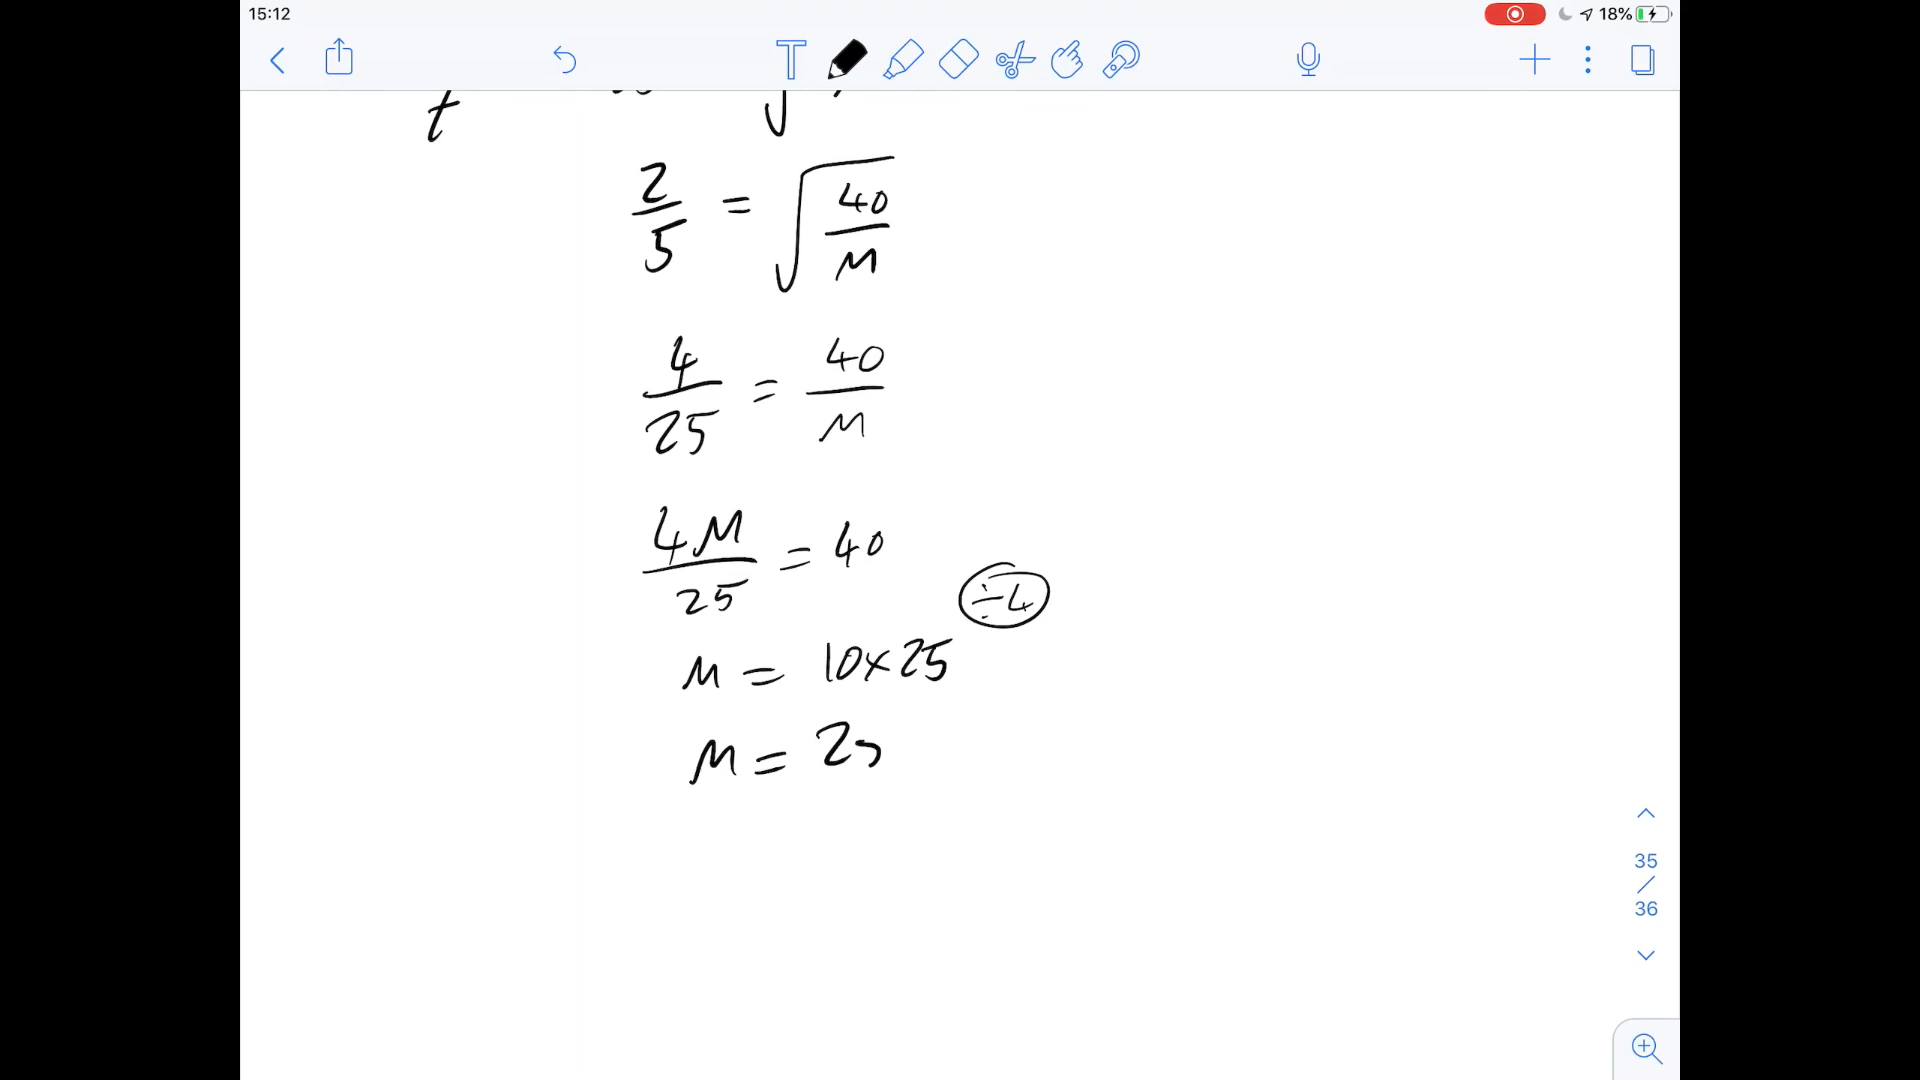 15:12
18%
T
t
2/5 = √(40/M)
4/25 = 40/M
4M/25 = 40
÷4
M = 10×25
M = 25
35
/
36